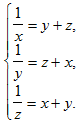 1/x = y + z,
1/y = z + x,
1/z = x + y.